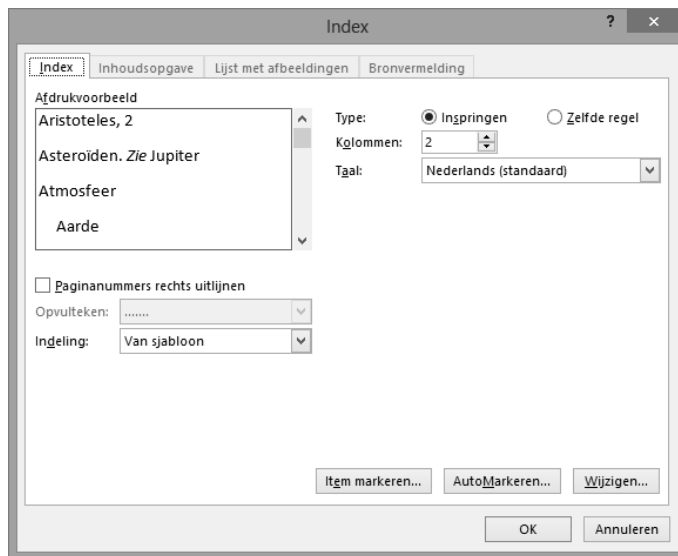 Index
? ×
Index Inhoudsopgave Lijst met afbeeldingen Bronvermelding
Afdrukvoorbeeld
Aristoteles, 2
Asteroïden. Zie Jupiter
Atmosfeer
Aarde
Type: Inspringen Zelfde regel
Kolommen: 2
Taal: Nederlands (standaard)
Paginanummers rechts uitlijnen
Opvulteken: .......
Indeling: Van sjabloon
Item markeren... AutoMarkeren... Wijzigen...
OK Annuleren